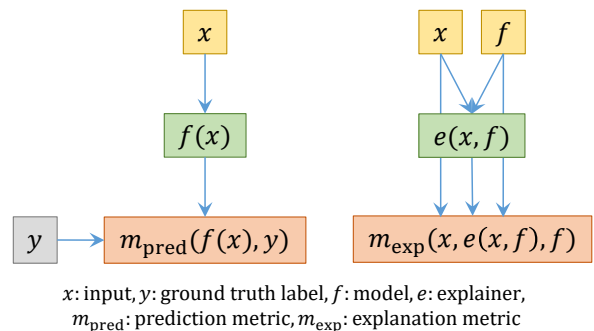 x
x f
f(x)
e(x, f)
y
m_pred(f(x), y)
m_exp(x, e(x, f), f)
x: input, y: ground truth label, f: model, e: explainer,
m_pred: prediction metric, m_exp: explanation metric